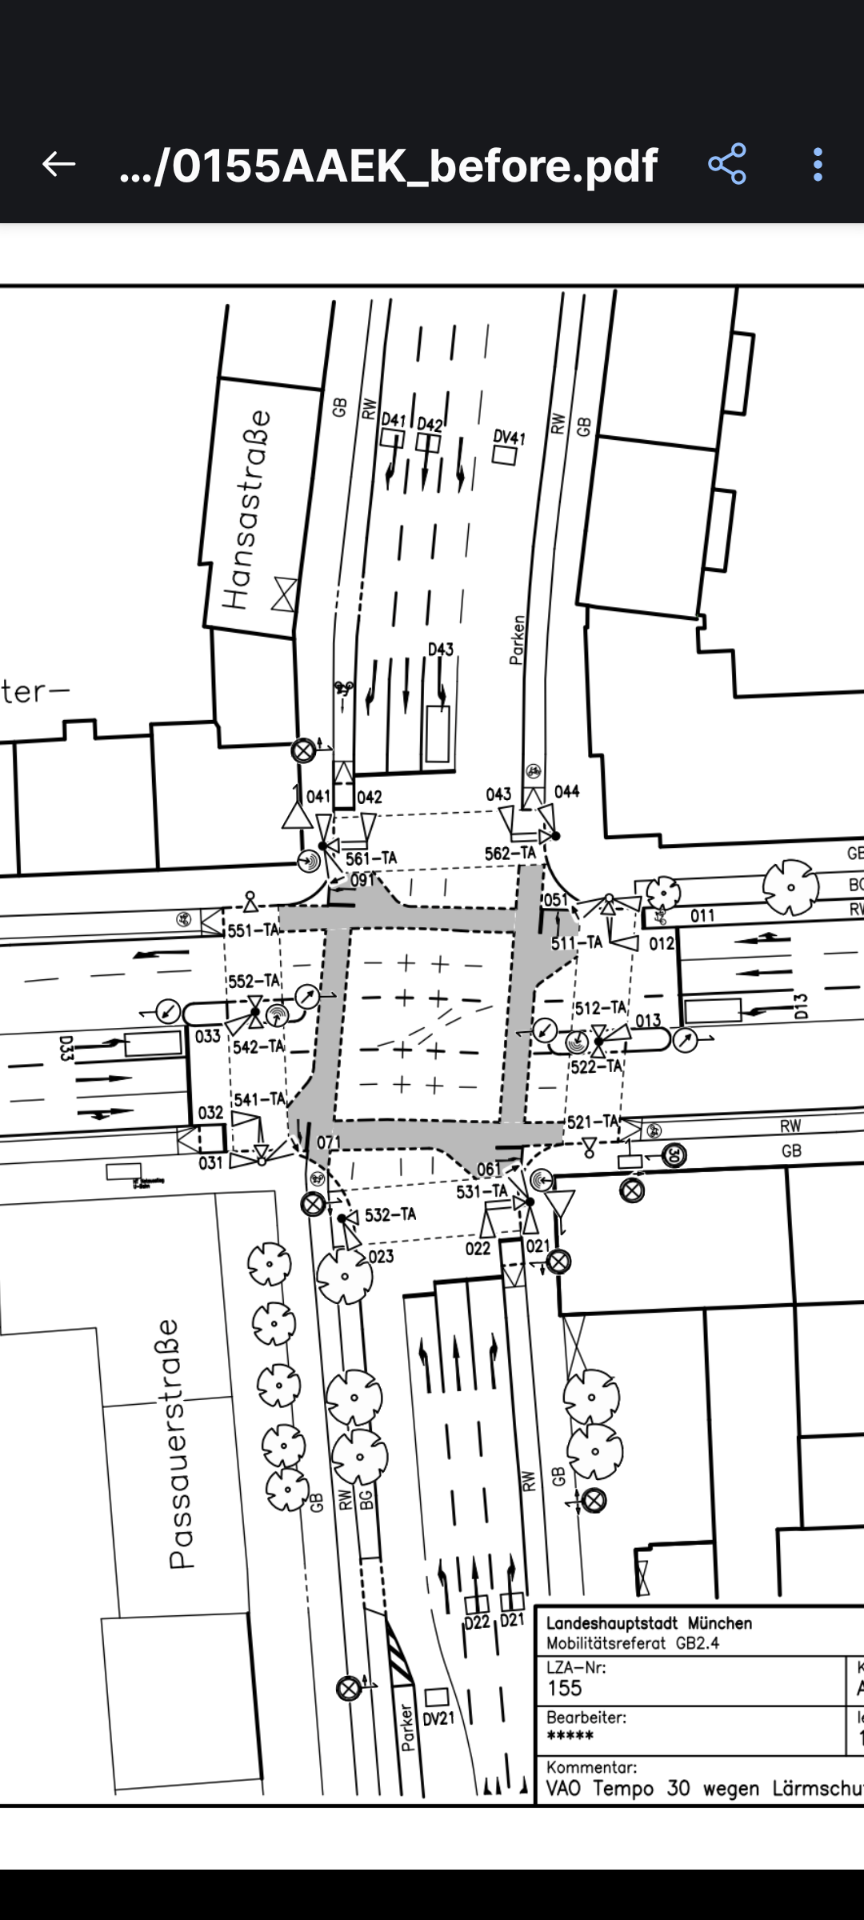 .../0155AAEK_before.pdf
Hansastraße
GB
RW
D41
D42
DV41
RW
GB
Parken
D43
ter-
041
042
043
044
561-TA
562-TA
091
GB
BG
RW
051
011
551-TA
511-TA
012
552-TA
512-TA
013
D13
033
542-TA
D33
522-TA
541-TA
032
521-TA
RW
GB
071
031
30
061
531-TA
532-TA
022
021
023
Passauerstraße
GB
RW
BG
RW
GB
D22
D21
DV21
Parker
Landeshauptstadt München
Mobilitätsreferat GB2.4
LZA-Nr:
155
K
A
Bearbeiter:
*****
Kommentar:
VAO Tempo 30 wegen Lärmschu